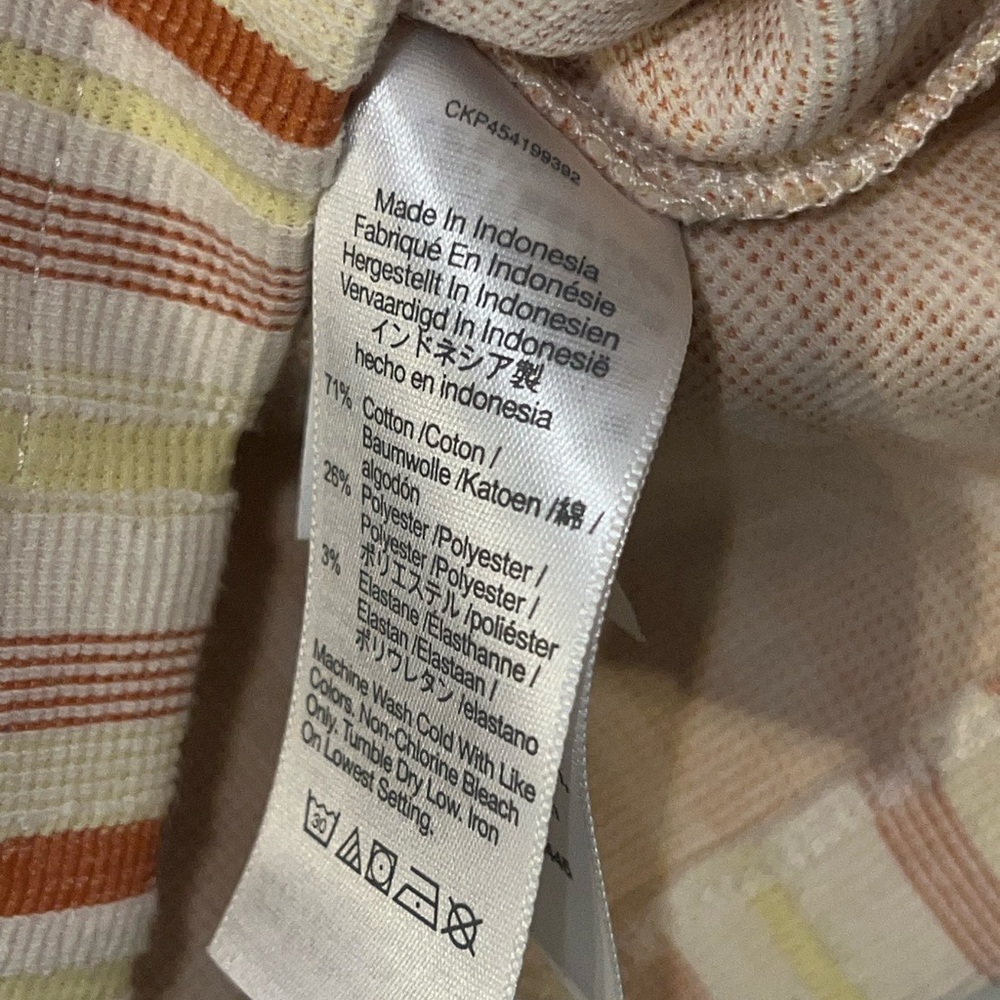 CKP454199392
Made In Indonesia
Fabriqué En Indonésie
Hergestellt In Indonesien
Vervaardigd In Indonesië
インドネシア製
hecho en indonesia
71% Cotton /Coton /
Baumwolle /Katoen /綿 /
algodón
26% Polyester /Polyester /
Polyester /Polyester /
ポリエステル /poliéster
3% Elastane /Elasthanne /
Elastan /Elastaan /
ポリウレタン /elastano
Machine Wash Cold With Like
Colors. Non-Chlorine Bleach
Only. Tumble Dry Low. Iron
On Lowest Setting.
30